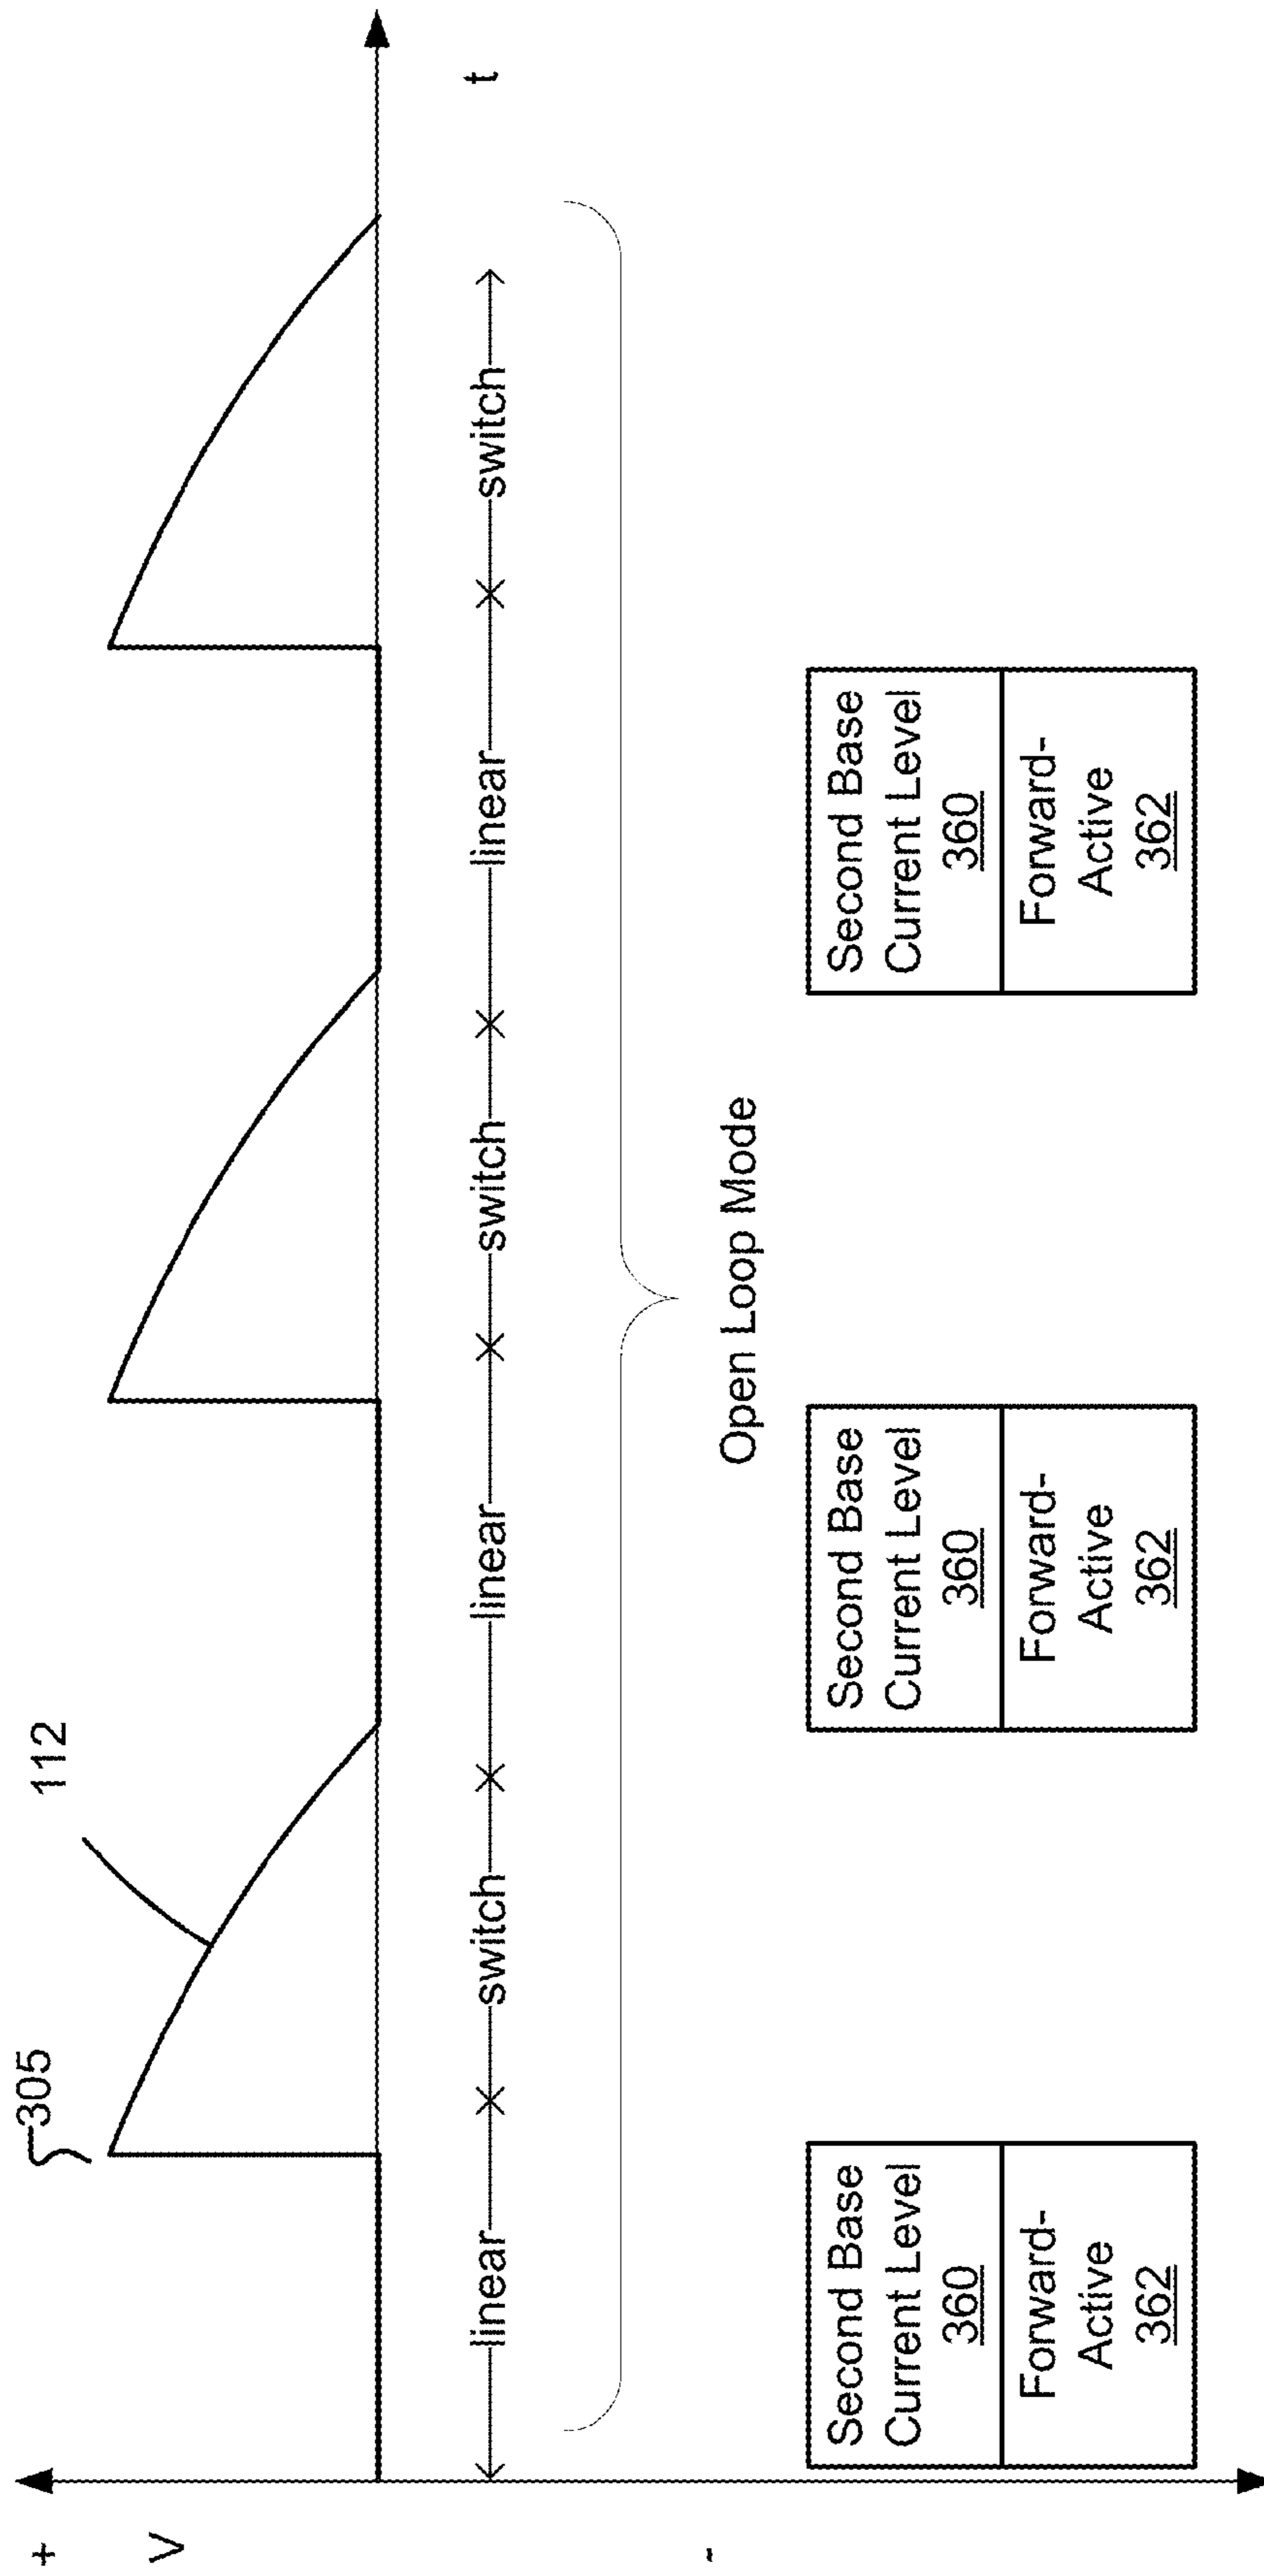 +
V
-
305
112
t
linear
switch
linear
switch
linear
switch
Open Loop Mode
Second Base
Current Level
360
Forward-
Active
362
Second Base
Current Level
360
Forward-
Active
362
Second Base
Current Level
360
Forward-
Active
362